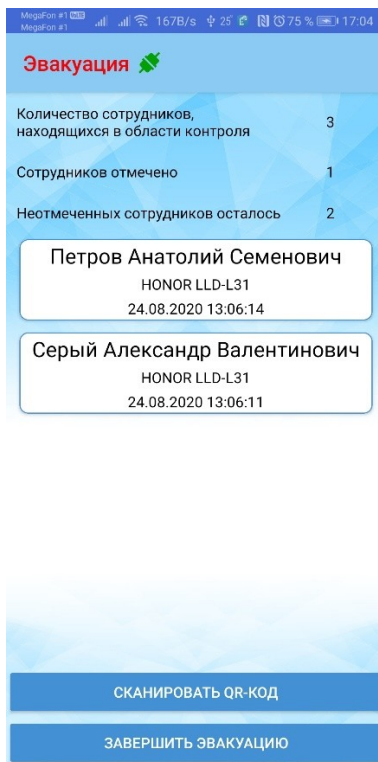 MegaFon #1 VoLTE
MegaFon #1
167B/s 25° 75 % 17:04
Эвакуация
Количество сотрудников,
находящихся в области контроля 3
Сотрудников отмечено 1
Неотмеченных сотрудников осталось 2
Петров Анатолий Семенович
HONOR LLD-L31
24.08.2020 13:06:14
Серый Александр Валентинович
HONOR LLD-L31
24.08.2020 13:06:11
СКАНИРОВАТЬ QR-КОД
ЗАВЕРШИТЬ ЭВАКУАЦИЮ